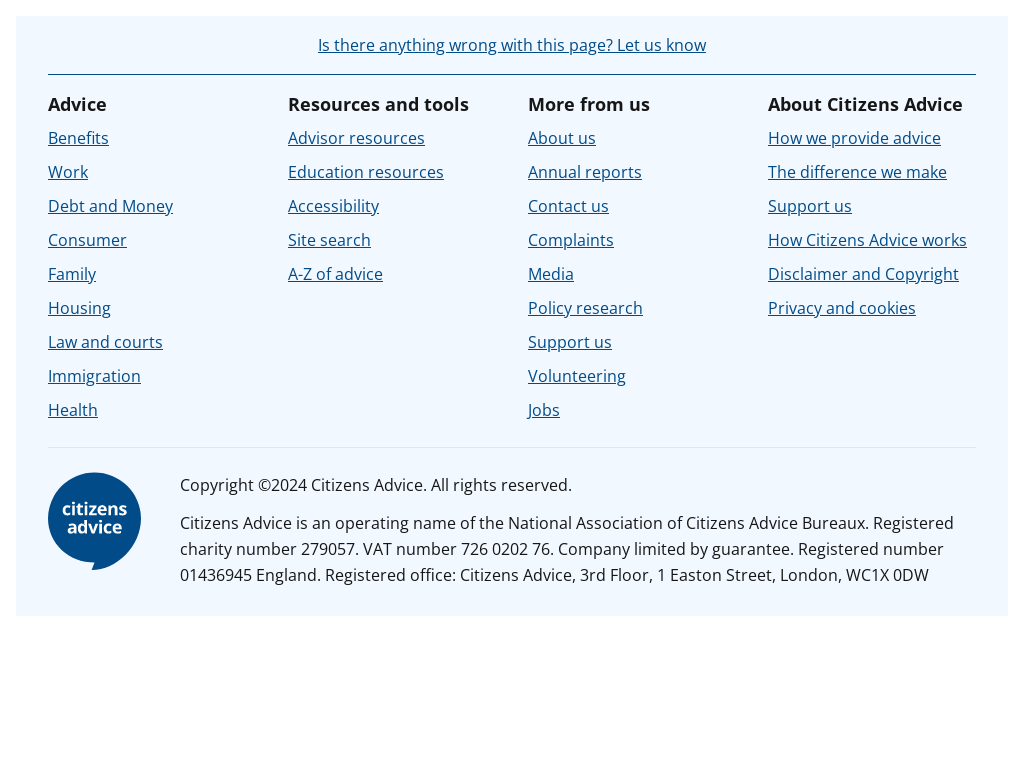 Is there anything wrong with this page? Let us know
Advice
Benefits
Work
Debt and Money
Consumer
Family
Housing
Law and courts
Immigration
Health
Resources and tools
Advisor resources
Education resources
Accessibility
Site search
A-Z of advice
More from us
About us
Annual reports
Contact us
Complaints
Media
Policy research
Support us
Volunteering
Jobs
About Citizens Advice
How we provide advice
The difference we make
Support us
How Citizens Advice works
Disclaimer and Copyright
Privacy and cookies
citizens
advice
Copyright ©2024 Citizens Advice. All rights reserved.
Citizens Advice is an operating name of the National Association of Citizens Advice Bureaux. Registered
charity number 279057. VAT number 726 0202 76. Company limited by guarantee. Registered number
01436945 England. Registered office: Citizens Advice, 3rd Floor, 1 Easton Street, London, WC1X 0DW